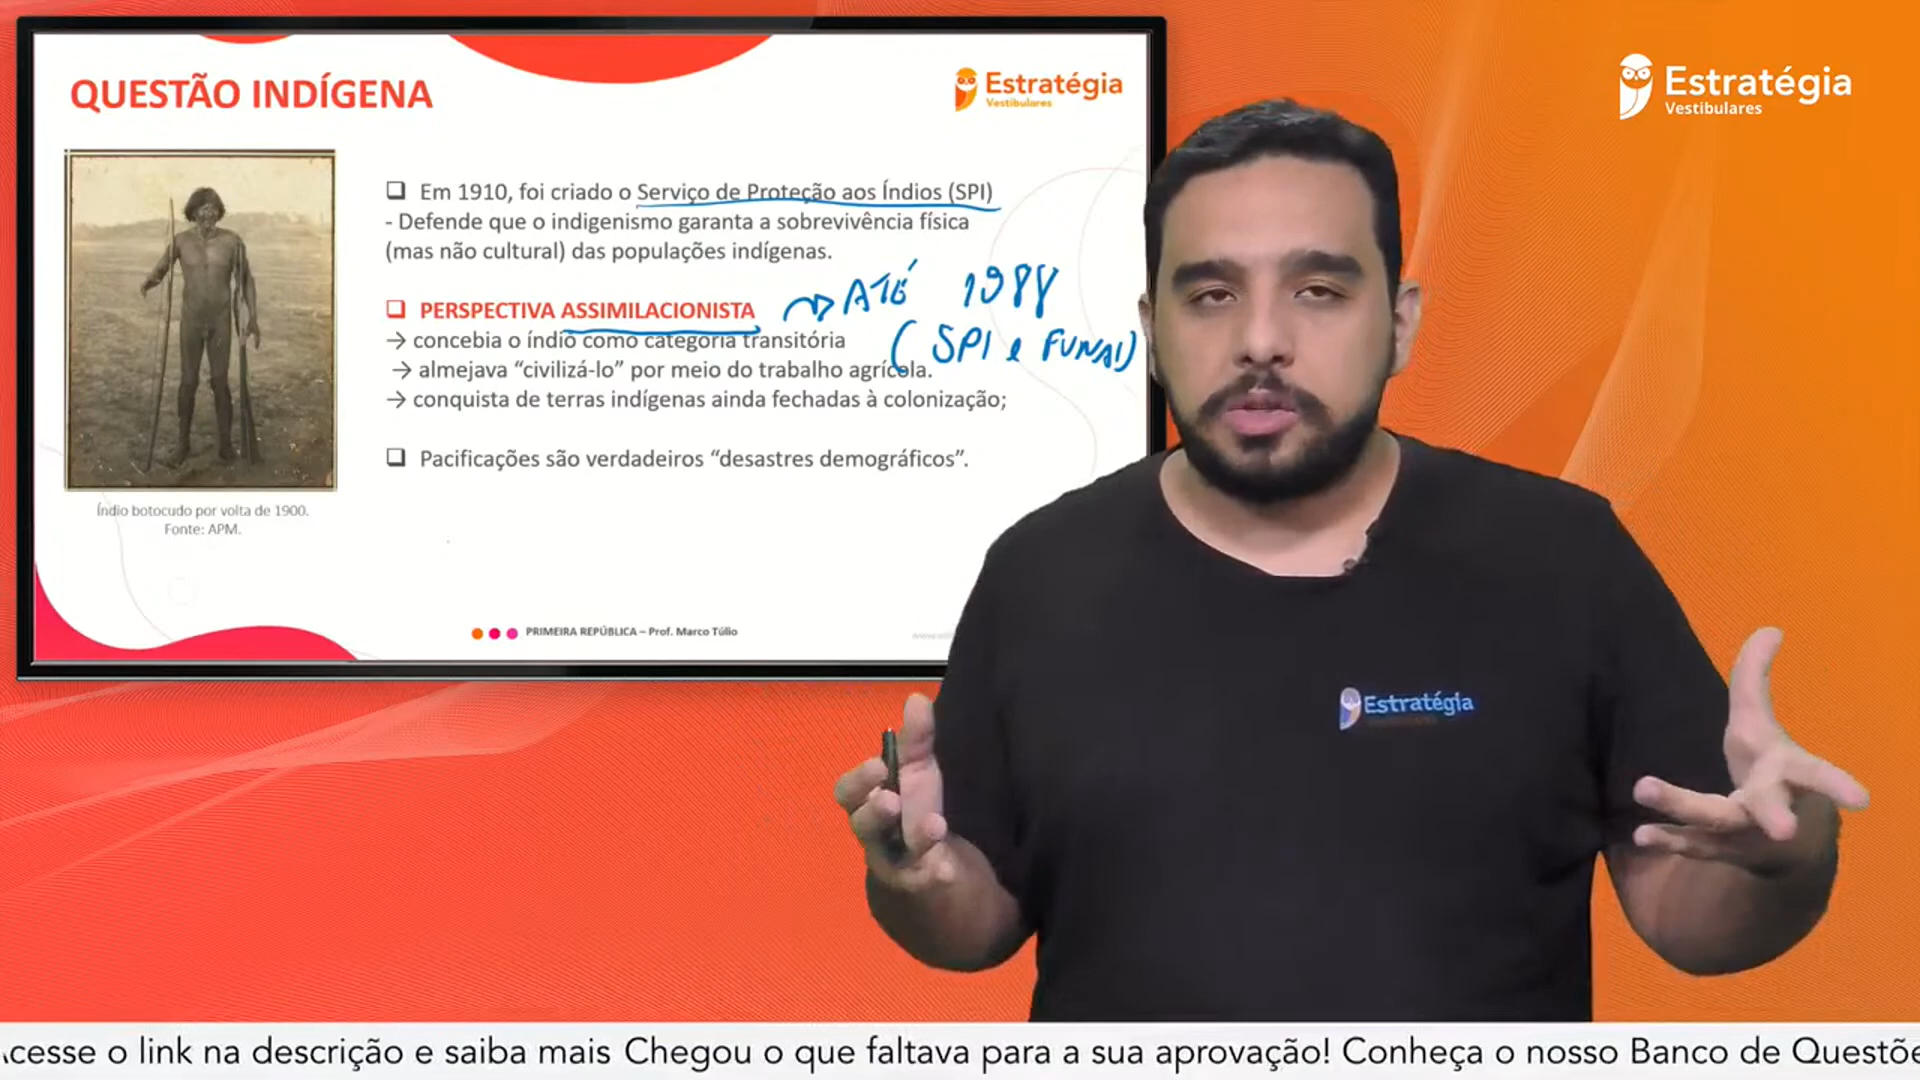 QUESTÃO INDÍGENA
Estratégia
Vestibulares
Estratégia
Vestibulares
❑ Em 1910, foi criado o Serviço de Proteção aos Índios (SPI)
- Defende que o indigenismo garanta a sobrevivência física
(mas não cultural) das populações indígenas.
❑ PERSPECTIVA ASSIMILACIONISTA
ATÉ 1988
(SPI e FUNAI)
→ concebia o índio como categoria transitória
→ almejava “civilizá-lo” por meio do trabalho agrícola.
→ conquista de terras indígenas ainda fechadas à colonização;
❑ Pacificações são verdadeiros “desastres demográficos”.
Índio botocudo por volta de 1900.
Fonte: APM.
PRIMEIRA REPÚBLICA – Prof. Marco Túlio
Estratégia
cesse o link na descrição e saiba mais Chegou o que faltava para a sua aprovação! Conheça o nosso Banco de Questõe